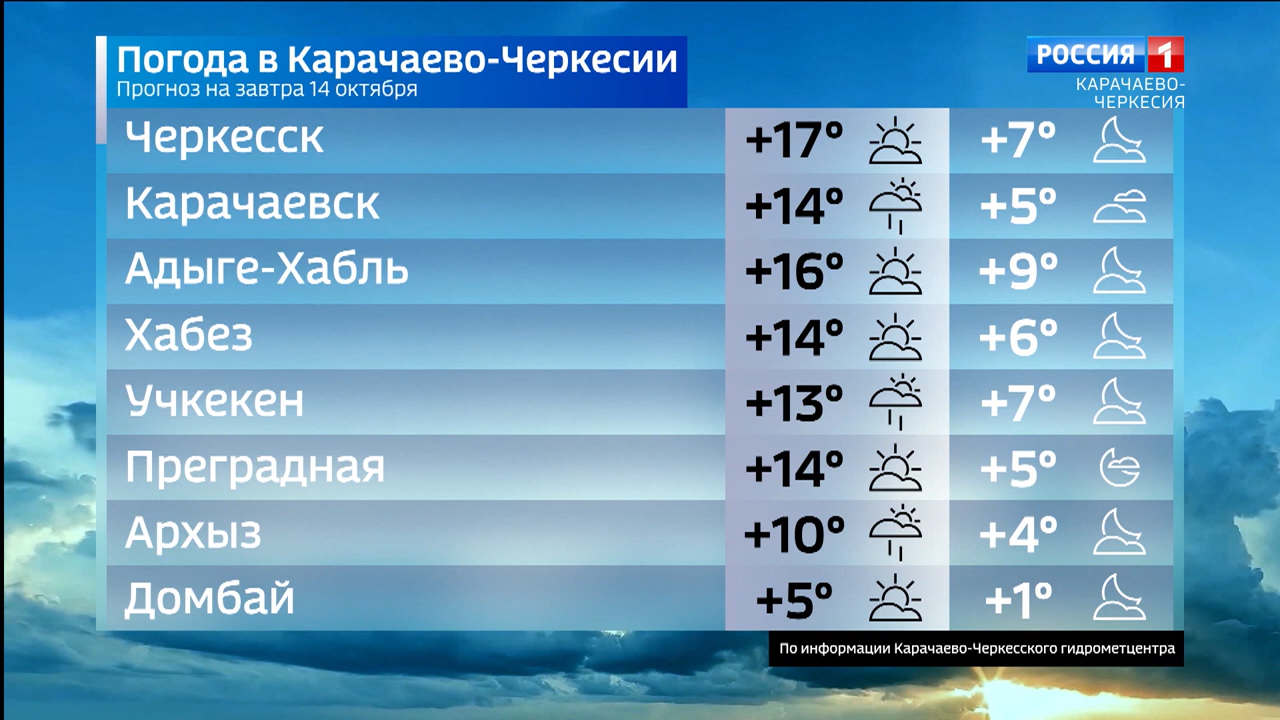 Погода в Карачаево-Черкесии
Прогноз на завтра 14 октября
РОССИЯ 1
КАРАЧАЕВО-
ЧЕРКЕСИЯ
Черкесск +17° +7°
Карачаевск +14° +5°
Адыге-Хабль +16° +9°
Хабез +14° +6°
Учкекен +13° +7°
Преградная +14° +5°
Архыз +10° +4°
Домбай +5° +1°
По информации Карачаево-Черкесского гидрометцентра